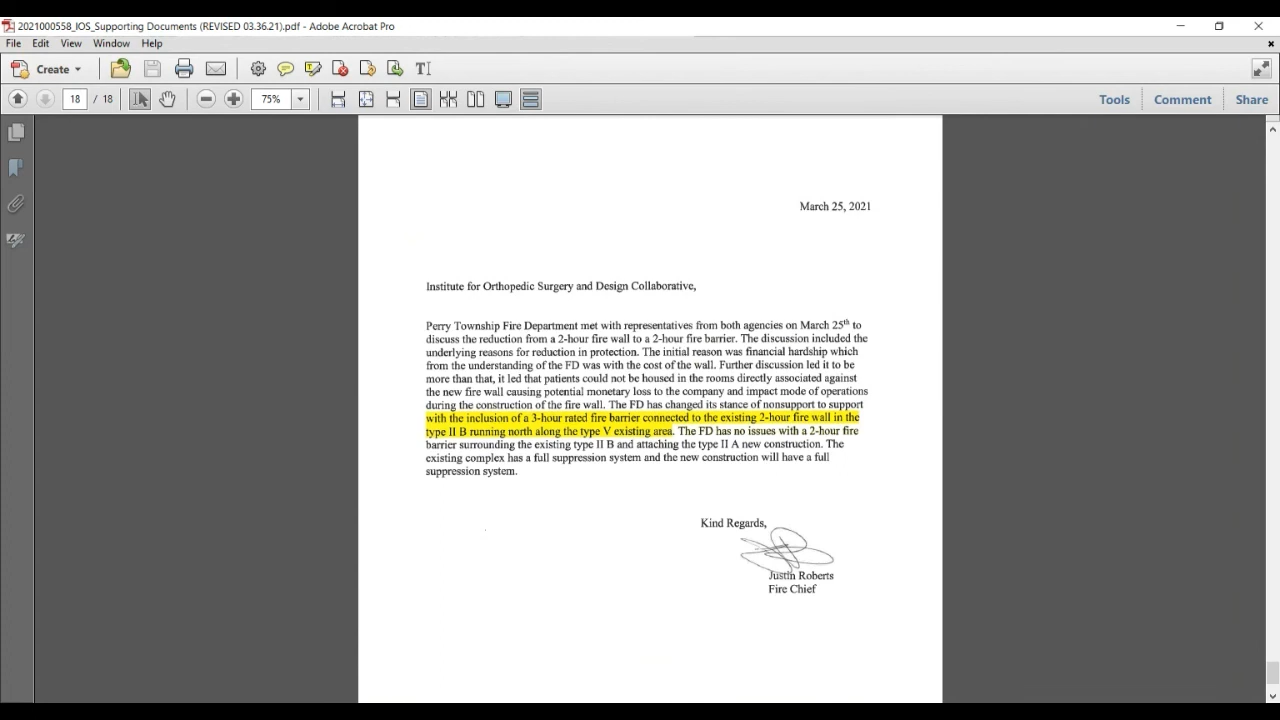 2021000558_IOS_Supporting Documents (REVISED 03.36.21).pdf - Adobe Acrobat Pro
File Edit View Window Help
Create
18 / 18 75% Tools Comment Share
March 25, 2021
Institute for Orthopedic Surgery and Design Collaborative,
Perry Township Fire Department met with representatives from both agencies on March 25th to
discuss the reduction from a 2-hour fire wall to a 2-hour fire barrier. The discussion included the
underlying reasons for reduction in protection. The initial reason was financial hardship which
from the understanding of the FD was with the cost of the wall. Further discussion led it to be
more than that, it led that patients could not be housed in the rooms directly associated against
the new fire wall causing potential monetary loss to the company and impact mode of operations
during the construction of the fire wall. The FD has changed its stance of nonsupport to support
with the inclusion of a 3-hour rated fire barrier connected to the existing 2-hour fire wall in the
type II B running north along the type V existing area. The FD has no issues with a 2-hour fire
barrier surrounding the existing type II B and attaching the type II A new construction. The
existing complex has a full suppression system and the new construction will have a full
suppression system.
Kind Regards,
Justin Roberts
Fire Chief